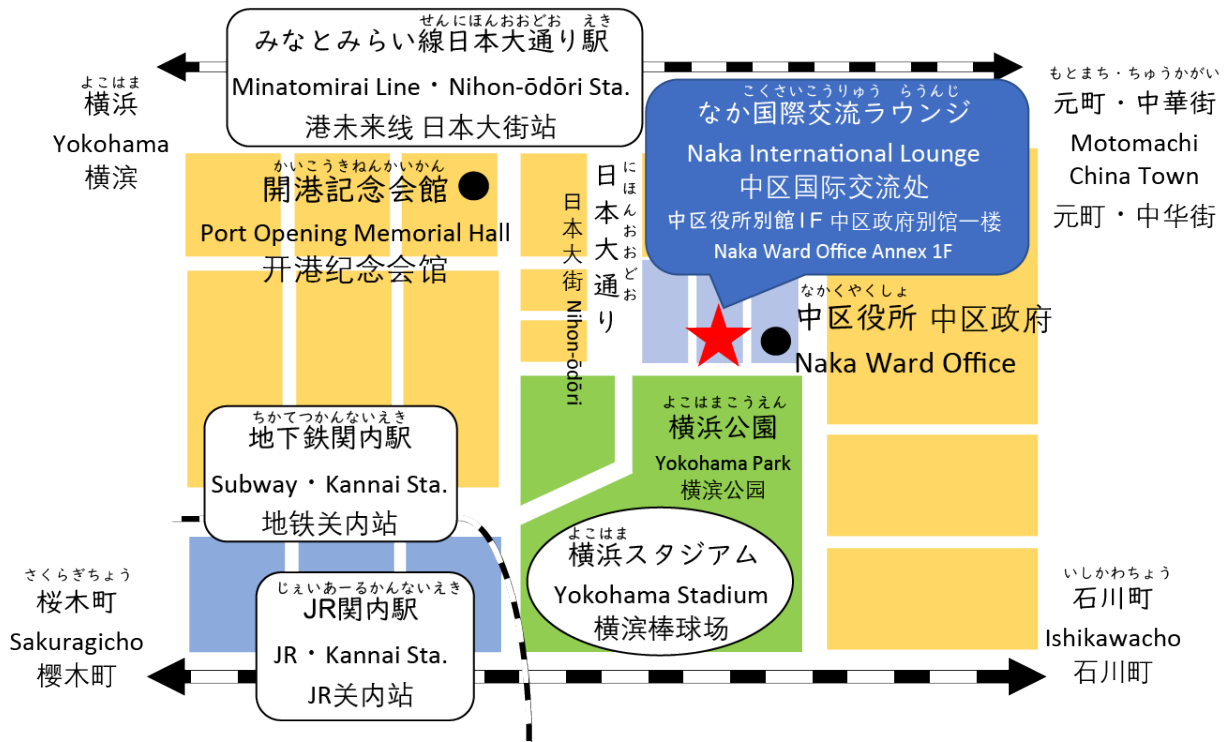 せんにほんおおどお えき
みなとみらい線日本大通り駅
Minatomirai Line・Nihon-ōdōri Sta.
港未来线 日本大街站
よこはま
横浜
Yokohama
横滨
もとまち・ちゅうかがい
元町・中華街
Motomachi
China Town
元町・中华街
こくさいこうりゅう らうんじ
なか国際交流ラウンジ
Naka International Lounge
中区国际交流处
中区役所別館1F 中区政府别馆一楼
Naka Ward Office Annex 1F
かいこうきねんかいかん
開港記念会館
Port Opening Memorial Hall
开港纪念会馆
にほんおおどお
日本大通り
日本大街 Nihon-ōdōri
なかくやくしょ
中区役所 中区政府
Naka Ward Office
よこはまこうえん
横浜公園
Yokohama Park
横滨公园
ちかてつかんないえき
地下鉄関内駅
Subway・Kannai Sta.
地铁关内站
よこはま
横浜スタジアム
Yokohama Stadium
横滨棒球场
さくらぎちょう
桜木町
Sakuragicho
樱木町
じぇいあーるかんないえき
JR関内駅
JR・Kannai Sta.
JR关内站
いしかわちょう
石川町
Ishikawacho
石川町